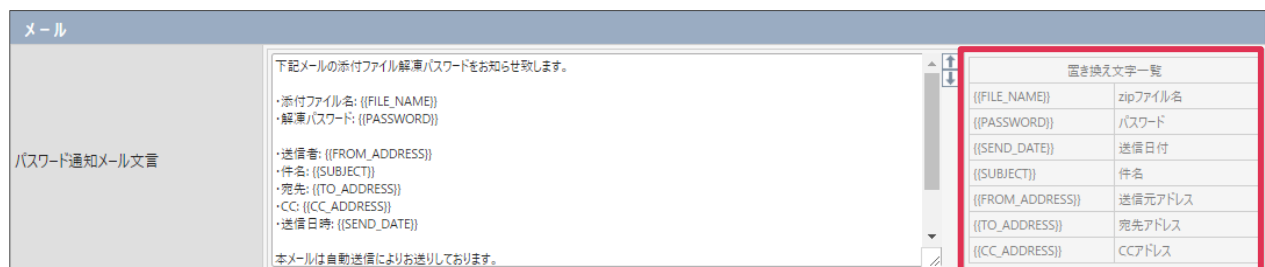 メール
パスワード通知メール文言
下記メールの添付ファイル解凍パスワードをお知らせ致します。
・添付ファイル名: {{FILE_NAME}}
・解凍パスワード: {{PASSWORD}}
・送信者: {{FROM_ADDRESS}}
・件名: {{SUBJECT}}
・宛先: {{TO_ADDRESS}}
・CC: {{CC_ADDRESS}}
・送信日時: {{SEND_DATE}}
本メールは自動送信によりお送りしております。
置き換え文字一覧
{{FILE_NAME}} zipファイル名
{{PASSWORD}} パスワード
{{SEND_DATE}} 送信日付
{{SUBJECT}} 件名
{{FROM_ADDRESS}} 送信元アドレス
{{TO_ADDRESS}} 宛先アドレス
{{CC_ADDRESS}} CCアドレス